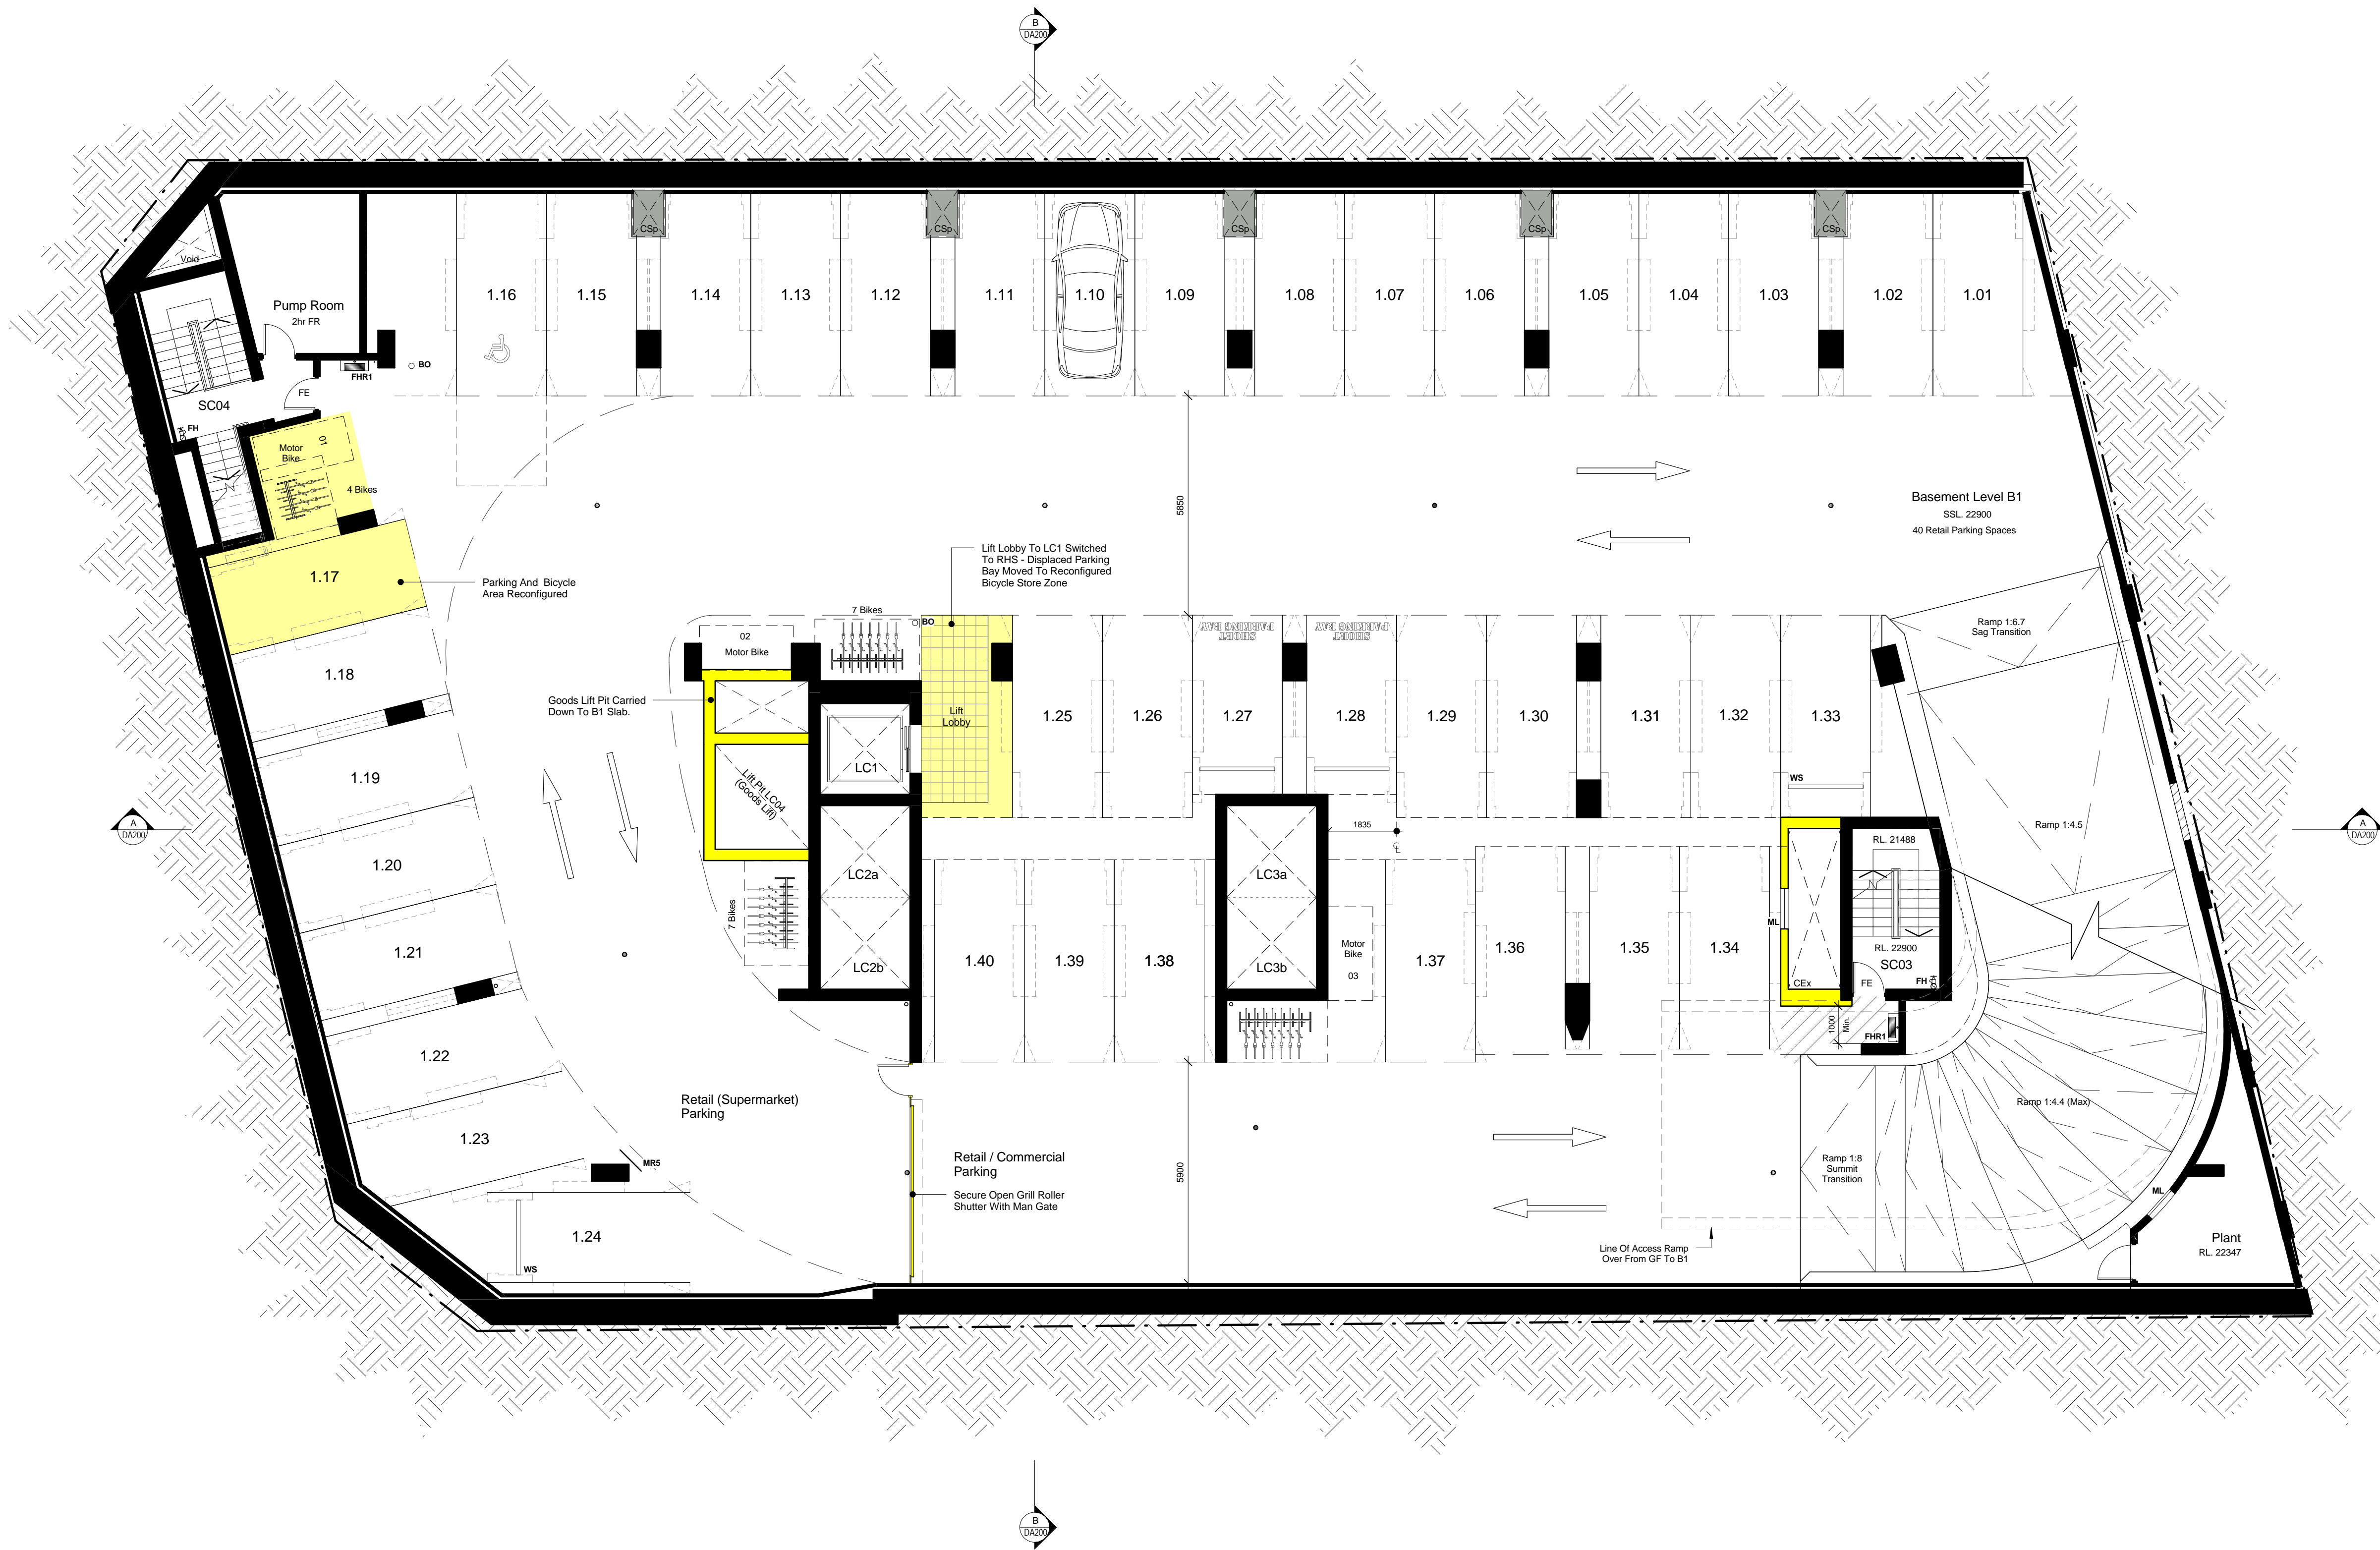 B
DA200
CSp
CSp
CSp
CSp
CSp
Void
Pump Room
2hr FR
1.16
1.15
1.14
1.13
1.12
1.11
1.10
1.09
1.08
1.07
1.06
1.05
1.04
1.03
1.02
1.01
FHR1
BO
FE
SC04
FH
Motor
Bike
01
4 Bikes
5850
Basement Level B1
SSL. 22900
40 Retail Parking Spaces
1.17
Parking And Bicycle
Area Reconfigured
Lift Lobby To LC1 Switched
To RHS - Displaced Parking
Bay Moved To Reconfigured
Bicycle Store Zone
7 Bikes
BO
02
Motor Bike
SHORT
PARKING BAY
SHORT
PARKING BAY
Ramp 1:6.7
Sag Transition
1.18
Goods Lift Pit Carried
Down To B1 Slab.
Lift
Lobby
1.25
1.26
1.27
1.28
1.29
1.30
1.31
1.32
1.33
LC1
Lift Pit LC04
(Goods Lift)
WS
1.19
A
DA200
1835
RL. 21488
Ramp 1:4.5
A
DA200
1.20
LC2a
LC3a
7 Bikes
ML
1.21
Motor
Bike
03
1.40
1.39
1.38
LC2b
LC3b
1.37
1.36
1.35
1.34
RL. 22900
SC03
CEx
FE
FH
1000
Min.
FHR1
1.22
Retail (Supermarket)
Parking
Ramp 1:4.4 (Max)
1.23
MR5
Retail / Commercial
Parking
5900
Ramp 1:8
Summit
Transition
Secure Open Grill Roller
Shutter With Man Gate
ML
1.24
WS
Line Of Access Ramp
Over From GF To B1
Plant
RL. 22347
B
DA200